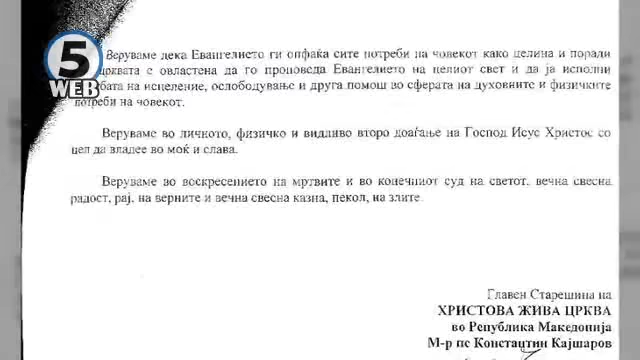 5
WEB
Веруваме дека Евангелието ги опфаќа сите потреби на човекот како целина и поради
црквата е овластена да го проповеда Евангелието на целиот свет и да ја исполни
на исцеление, ослободување и друга помош во сферата на духовните и физичките
потреби на човекот.
Веруваме во личното, физичко и видливо второ доаѓање на Господ Исус Христос со
цел да владее во моќ и слава.
Веруваме во воскресението на мртвите и во конечниот суд на светот, вечна свесна
радост, рај, на верните и вечна свесна казна, пекол, на злите.
Главен Старешина на
ХРИСТОВА ЖИВА ЦРКВА
во Република Македонија
М-р пс Константин Кајшаров